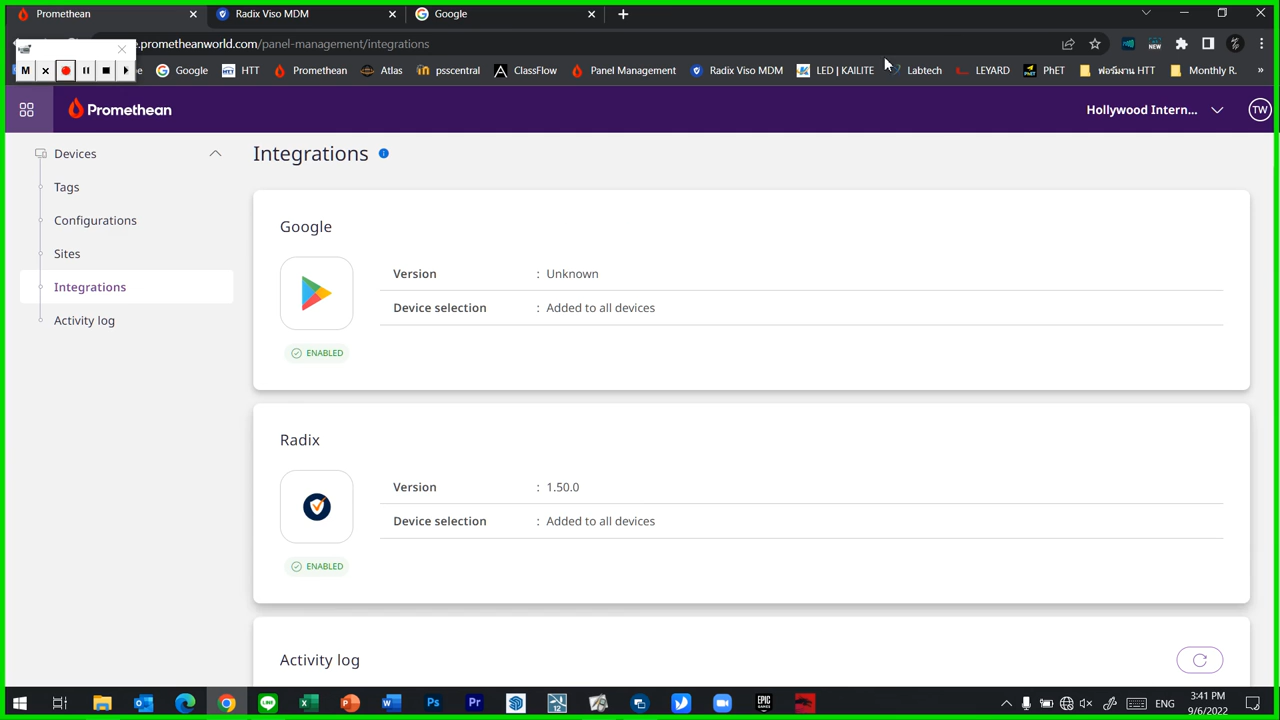 Promethean
Radix Viso MDM
Google
.prometheanworld.com/panel-management/integrations
M
Google
HTT
Promethean
Atlas
psscentral
Classflow
Panel Management
Radix Viso MDM
LED | KAILITE
Labtech
LEYARD
PhET
ฟอร์มงาน HTT
Monthly R.
»
Promethean
Hollywood Intern...
TW
Devices
Tags
Configurations
Sites
Integrations
Activity log
Integrations
Google
Version : Unknown
Device selection : Added to all devices
ENABLED
Radix
Version : 1.50.0
Device selection : Added to all devices
ENABLED
Activity log
ENG
3:41 PM
9/6/2022